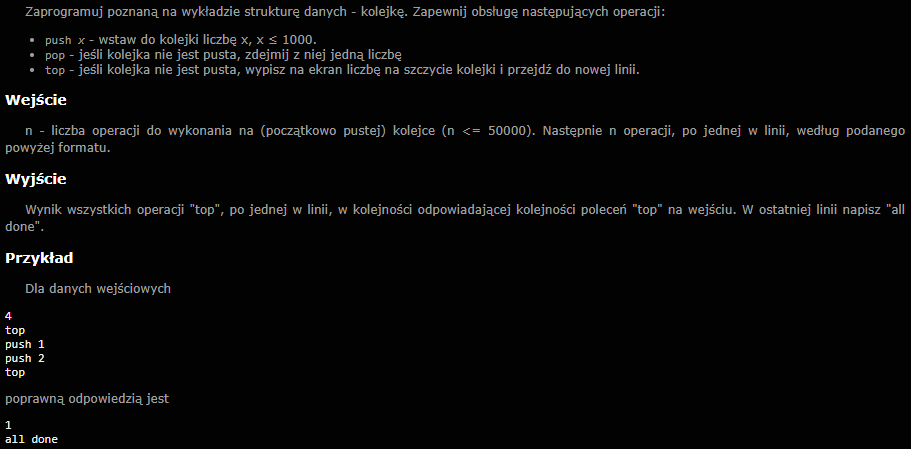 Zaprogramuj poznaną na wykładzie strukturę danych - kolejkę. Zapewnij obsługę następujących operacji:
• push x - wstaw do kolejki liczbę x, x ≤ 1000.
• pop - jeśli kolejka nie jest pusta, zdejmij z niej jedną liczbę
• top - jeśli kolejka nie jest pusta, wypisz na ekran liczbę na szczycie kolejki i przejdź do nowej linii.
Wejście
n - liczba operacji do wykonania na (początkowo pustej) kolejce (n <= 50000). Następnie n operacji, po jednej w linii, według podanego
powyżej formatu.
Wyjście
Wynik wszystkich operacji "top", po jednej w linii, w kolejności odpowiadającej kolejności poleceń "top" na wejściu. W ostatniej linii napisz "all
done".
Przykład
Dla danych wejściowych
4
top
push 1
push 2
top
poprawną odpowiedzią jest
1
all done